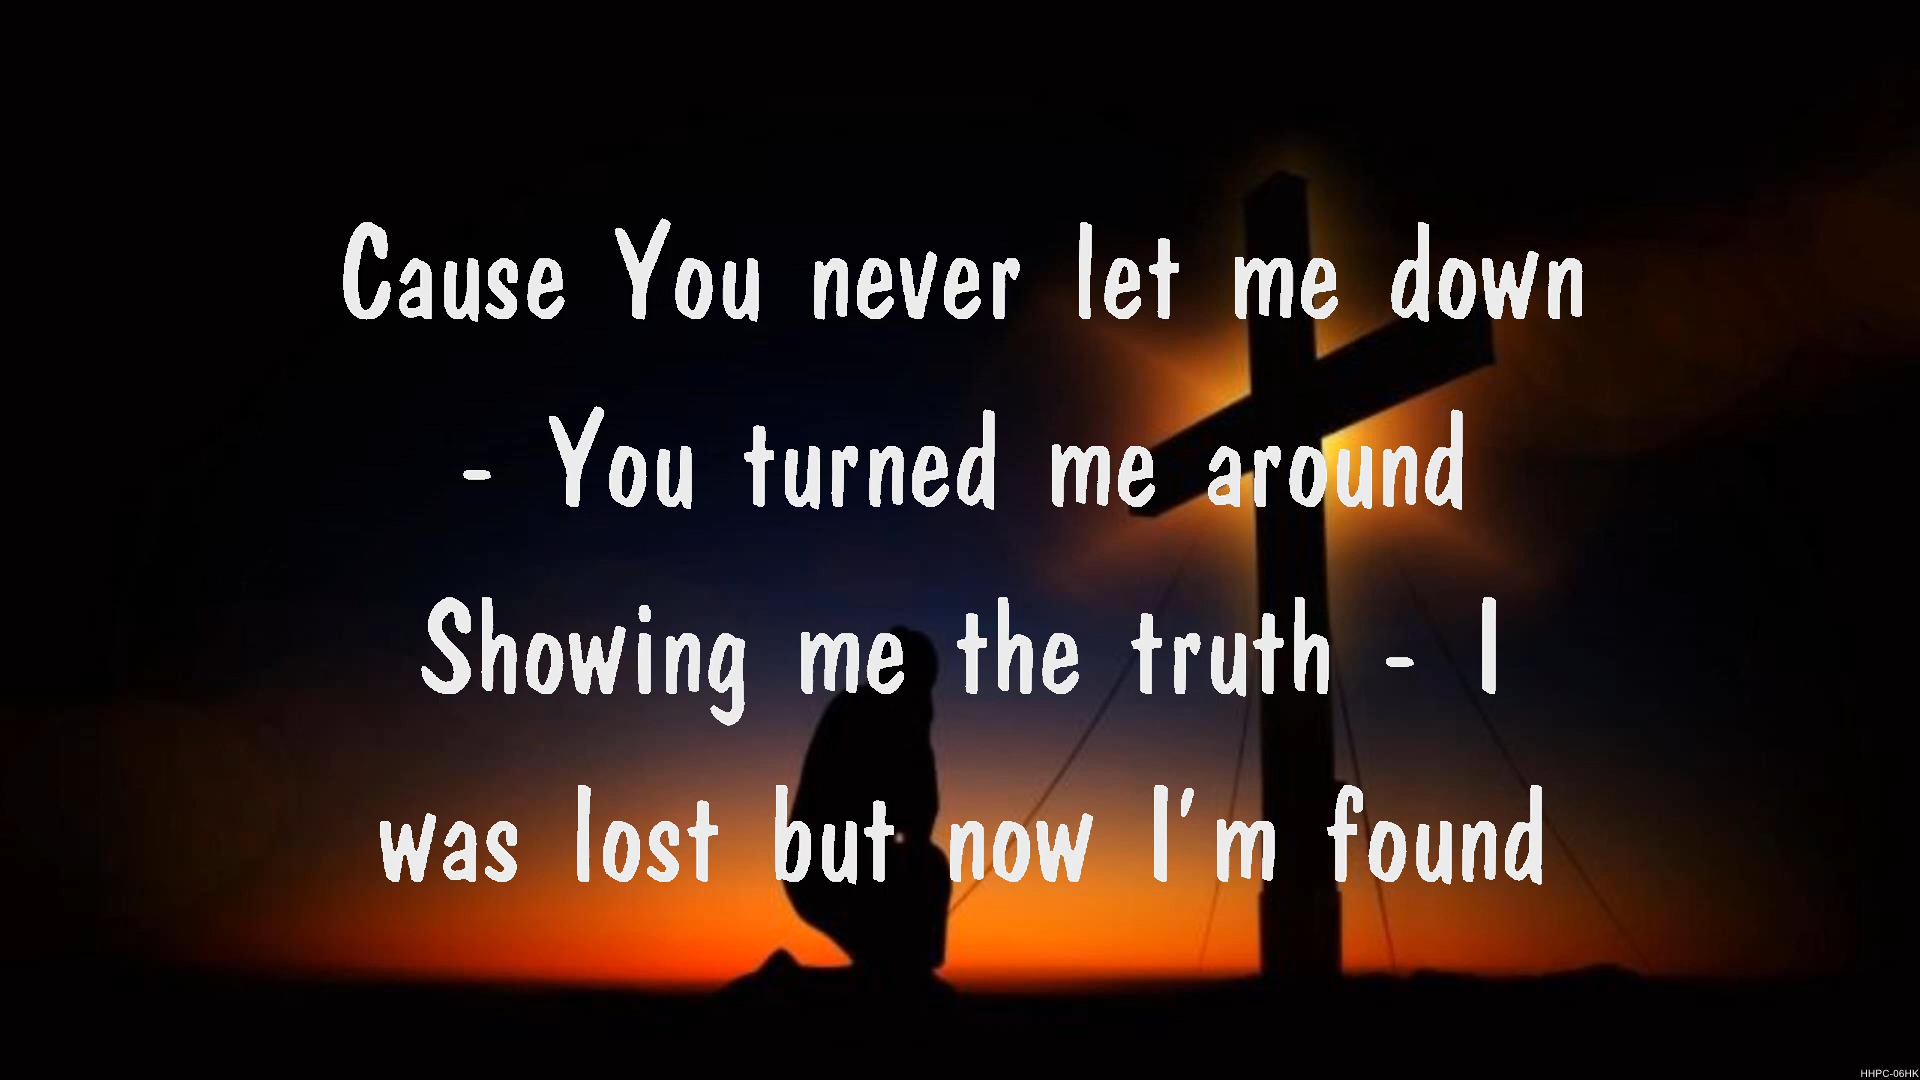 Cause You never let me down
- You turned me around
Showing me the truth - I
was lost but now I'm found
HHPC-06HK